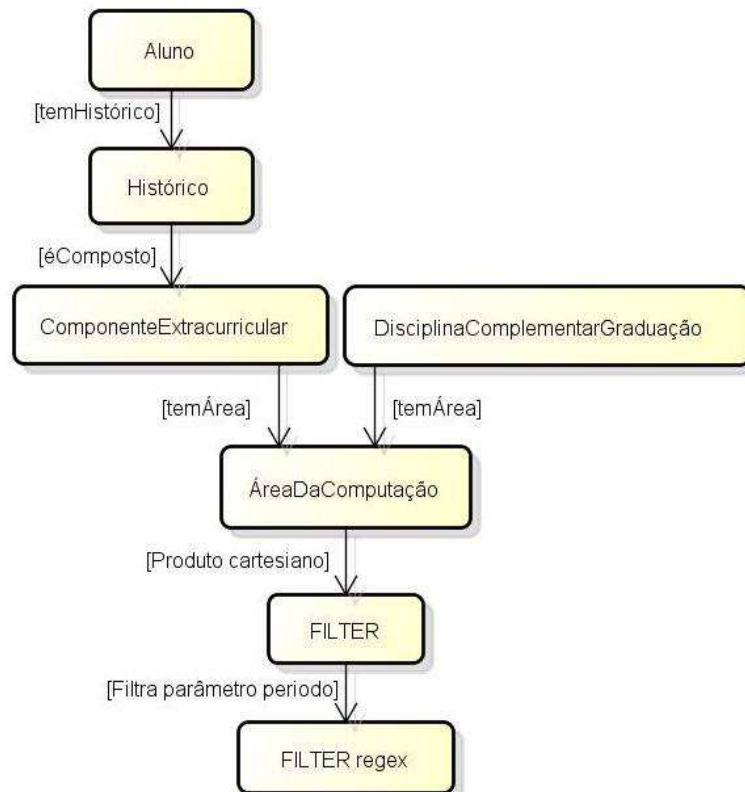 Aluno
[temHistórico]
Histórico
[éComposto]
ComponenteExtracurricular
DisciplinaComplementarGraduação
[temÁrea]
[temÁrea]
ÁreaDaComputação
[Produto cartesiano]
FILTER
[Filtra parâmetro periodo]
FILTER regex